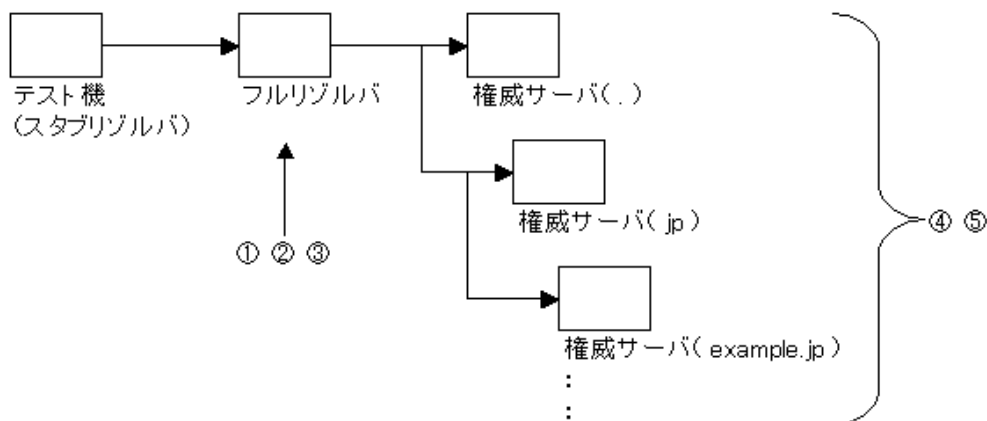 テスト機
(スタブリゾルバ)
フルリゾルバ
権威サーバ(.)
権威サーバ(jp)
① ② ③
④ ⑤
権威サーバ(example.jp)
:
: